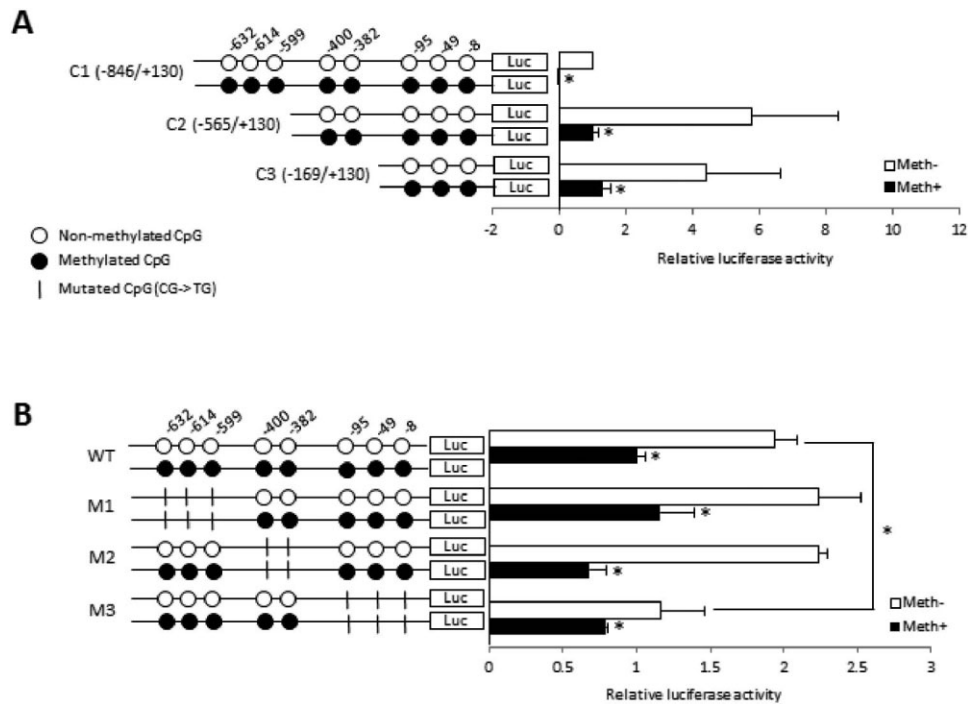 A
-632 -614 -599 -400 -382 -95 -49 -8
C1 (-846/+130)
Luc
*
Luc
C2 (-565/+130)
Luc
Luc
*
C3 (-169/+130)
Luc
Luc
*
Meth-
Meth+
-2 0 2 4 6 8 10 12
Relative luciferase activity
Non-methylated CpG
Methylated CpG
Mutated CpG(CG->TG)
B
-632 -614 -599 -400 -382 -95 -49 -8
WT
Luc
Luc
*
M1
Luc
Luc
*
*
M2
Luc
Luc
*
M3
Luc
Luc
*
Meth-
Meth+
0 0.5 1 1.5 2 2.5 3
Relative luciferase activity